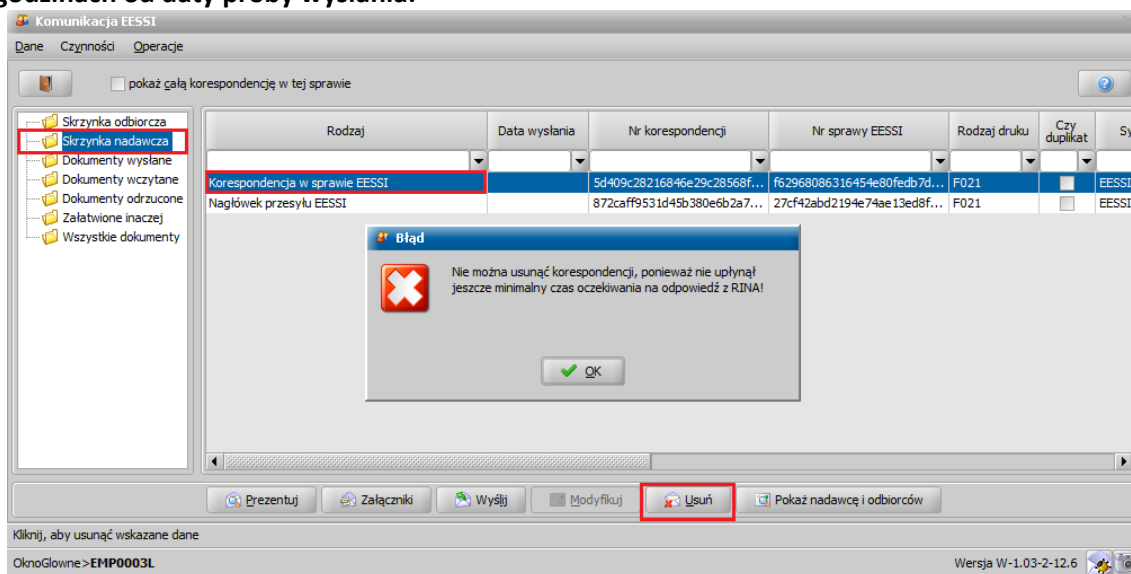 godzinach od daty próby wysłania.
Komunikacja EESSI
Dane Czynności Operacje
pokaż całą korespondencję w tej sprawie
Skrzynka odbiorcza
Skrzynka nadawcza
Dokumenty wysłane
Dokumenty wczytane
Dokumenty odrzucone
Załatwione inaczej
Wszystkie dokumenty
Rodzaj Data wysłania Nr korespondencji Nr sprawy EESSI Rodzaj druku Czy duplikat Sy
Korespondencja w sprawie EESSI 5d409c28216846e29c28568f... f62968086316454e80fedb7d... F021 EESSI
Nagłówek przesyłu EESSI 872caff9531d45b380e6b2a7... 27cf42abd2194e74ae13ed8f... F021 EESSI
Błąd
Nie można usunąć korespondencji, ponieważ nie upłynął
jeszcze minimalny czas oczekiwania na odpowiedź z RINA!
OK
Prezentuj Załączniki Wyślij Modyfikuj Usuń Pokaż nadawcę i odbiorców
Kliknij, aby usunąć wskazane dane
OknoGlowne>EMP0003L Wersja W-1.03-2-12.6